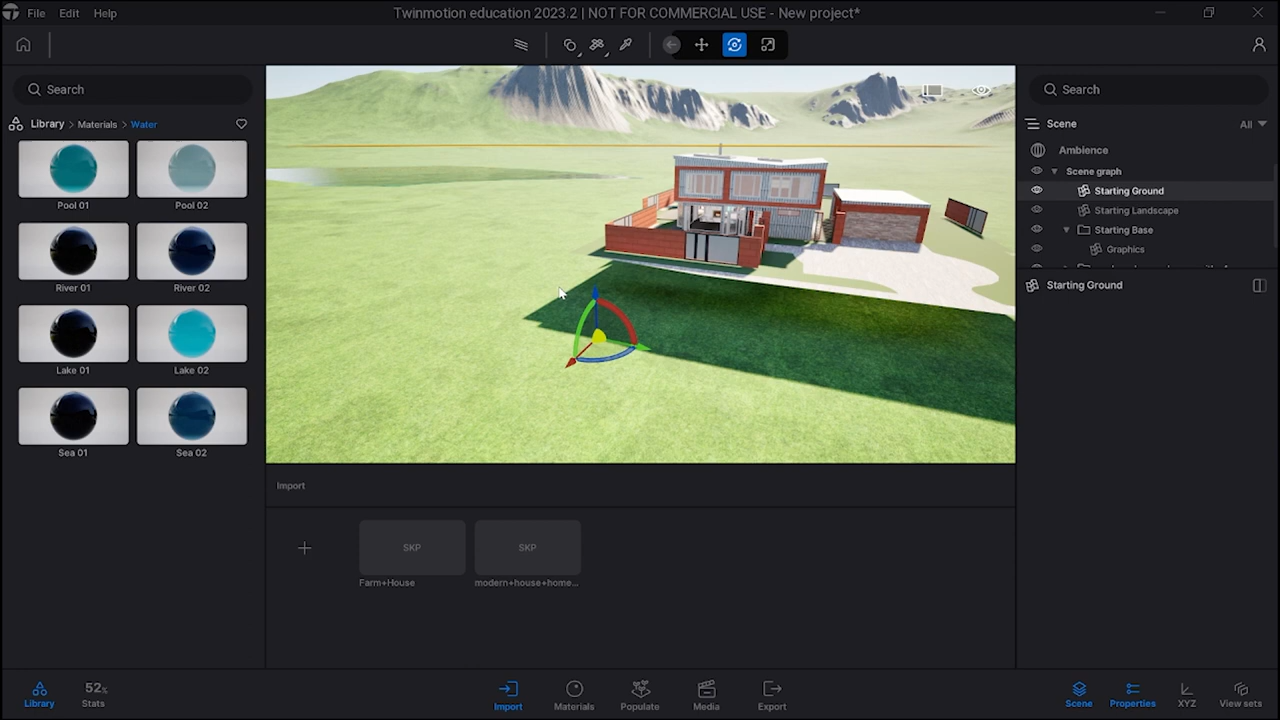 File Edit Help
Twinmotion education 2023.2 | NOT FOR COMMERCIAL USE - New project*
Search
Library > Materials > Water
Pool 01
Pool 02
River 01
River 02
Lake 01
Lake 02
Sea 01
Sea 02
Search
Scene
All
Ambience
Scene graph
Starting Ground
Starting Landscape
Starting Base
Graphics
Starting Ground
Import
SKP
SKP
Farm+House
modern+house+home...
Library
52%
Stats
Import
Materials
Populate
Media
Export
Scene
Properties
XYZ
View sets